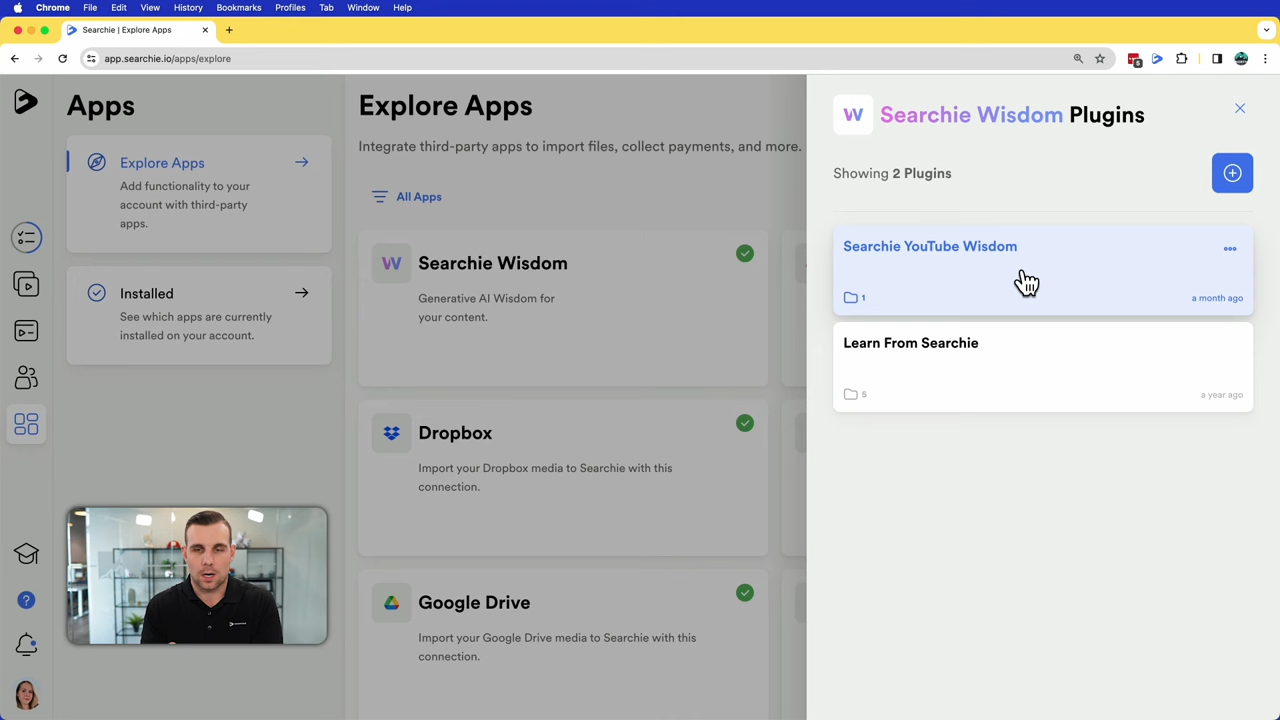 Chrome File Edit View History Bookmarks Profiles Tab Window Help
Searchie | Explore Apps
app.searchie.io/apps/explore
Apps
Explore Apps
Add functionality to your
account with third-party
apps.
Installed
See which apps are currently
installed on your account.
Explore Apps
Integrate third-party apps to import files, collect payments, and more.
All Apps
Searchie Wisdom
Generative AI Wisdom for
your content.
Dropbox
Import your Dropbox media to Searchie with this
connection.
Google Drive
Import your Google Drive media to Searchie with this
connection.
W Searchie Wisdom Plugins
Showing 2 Plugins
Searchie YouTube Wisdom
1 a month ago
Learn From Searchie
5 a year ago